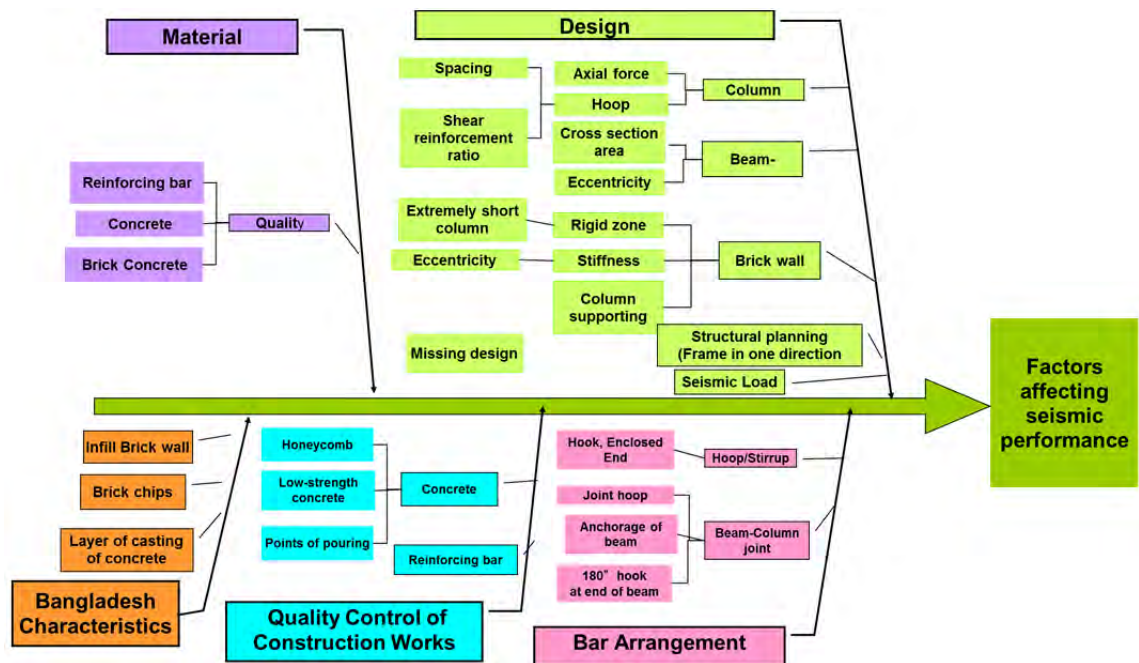 Material
Reinforcing bar
Concrete
Brick Concrete
Quality
Design
Spacing
Shear
reinforcement
ratio
Axial force
Hoop
Column
Cross section
area
Eccentricity
Beam-
Extremely short
column
Eccentricity
Rigid zone
Stiffness
Column
supporting
Brick wall
Missing design
Structural planning
(Frame in one direction
Seismic Load
Factors
affecting
seismic
performance
Infill Brick wall
Brick chips
Layer of casting
of concrete
Bangladesh
Characteristics
Honeycomb
Low-strength
concrete
Points of pouring
Concrete
Reinforcing bar
Quality Control of
Construction Works
Hook, Enclosed
End
Hoop/Stirrup
Joint hoop
Anchorage of
beam
180° hook
at end of beam
Beam-Column
joint
Bar Arrangement